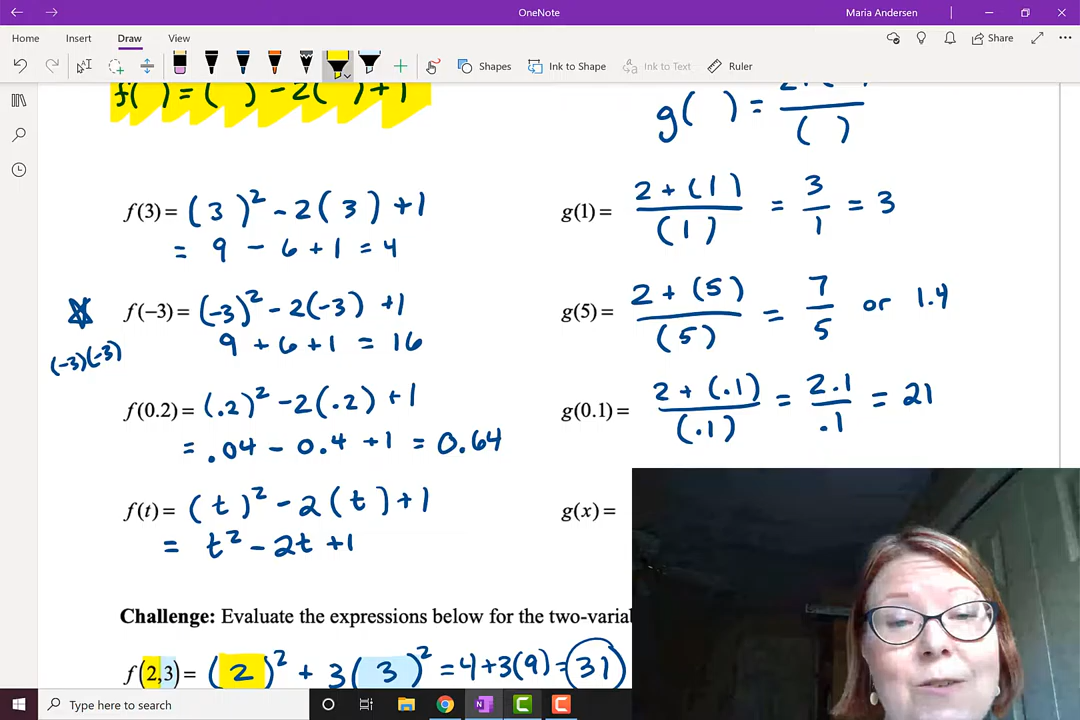 OneNote
Maria Andersen
Home Insert Draw View
Share
Shapes Ink to Shape Ink to Text Ruler
f( ) = ( ) - 2( ) + 1
g( ) = 
( )
f(3) = (3)² - 2(3) + 1
= 9 - 6 + 1 = 4
f(−3) = (-3)² - 2(-3) + 1
(-3)(-3)
9 + 6 + 1 = 16
f(0.2) = (.2)² - 2(.2) + 1
= .04 - 0.4 + 1 = 0.64
f(t) = (t)² - 2(t) + 1
= t² - 2t + 1
g(1) = 2 + (1) / (1) = 3/1 = 3
g(5) = 2 + (5) / (5) = 7/5 or 1.4
g(0.1) = 2 + (.1) / (.1) = 2.1/.1 = 21
g(x) =
Challenge: Evaluate the expressions below for the
f(2,3) = (2)² + 3(3)² = 4 + 3(9) = 31
Type here to search